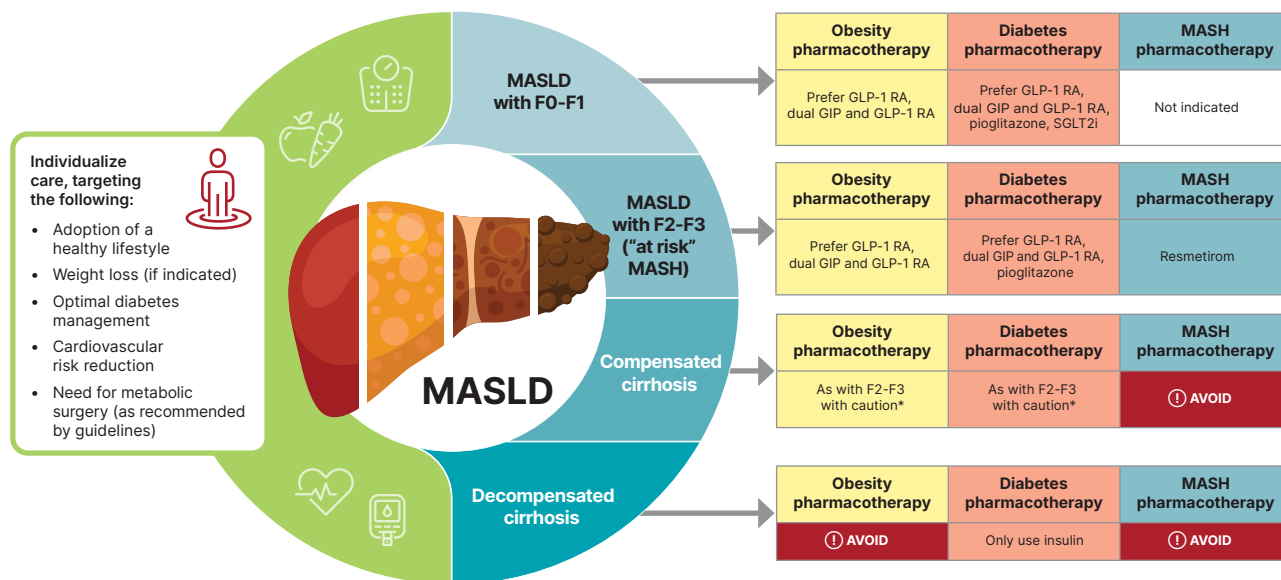 Individualize
care, targeting
the following:
• Adoption of a
healthy lifestyle
• Weight loss (if indicated)
• Optimal diabetes
management
• Cardiovascular
risk reduction
• Need for metabolic
surgery (as recommended
by guidelines)
MASLD
MASLD
with F0-F1
Obesity
pharmacotherapy
Diabetes
pharmacotherapy
MASH
pharmacotherapy
Prefer GLP-1 RA,
dual GIP and GLP-1 RA
Prefer GLP-1 RA,
dual GIP and GLP-1 RA,
pioglitazone, SGLT2i
Not indicated
MASLD
with F2-F3
(“at risk”
MASH)
Obesity
pharmacotherapy
Diabetes
pharmacotherapy
MASH
pharmacotherapy
Prefer GLP-1 RA,
dual GIP and GLP-1 RA
Prefer GLP-1 RA,
dual GIP and GLP-1 RA,
pioglitazone
Resmetirom
Compensated
cirrhosis
Obesity
pharmacotherapy
Diabetes
pharmacotherapy
MASH
pharmacotherapy
As with F2-F3
with caution*
As with F2-F3
with caution*
! AVOID
Decompensated
cirrhosis
Obesity
pharmacotherapy
Diabetes
pharmacotherapy
MASH
pharmacotherapy
! AVOID
Only use insulin
! AVOID